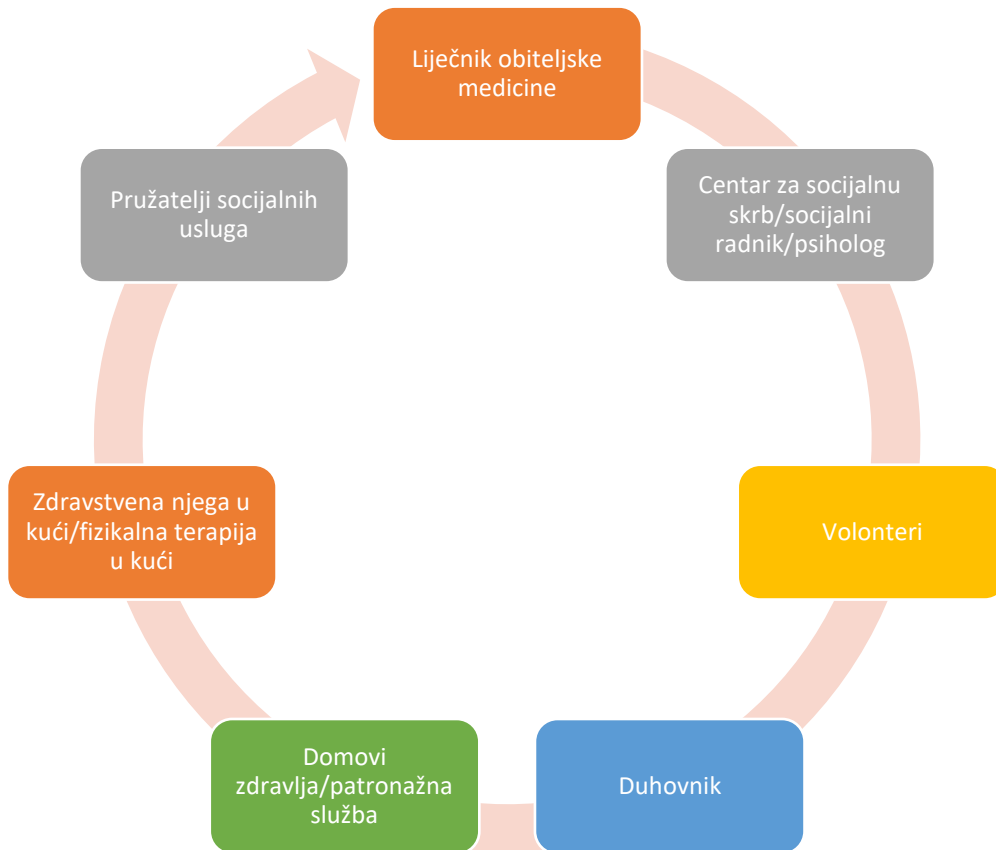 Liječnik obiteljske
medicine
Centar za socijalnu
skrb/socijalni
radnik/psiholog
Volonteri
Duhovnik
Domovi
zdravlja/patronažna
služba
Zdravstvena njega u
kući/fizikalna terapija
u kući
Pružatelji socijalnih
usluga